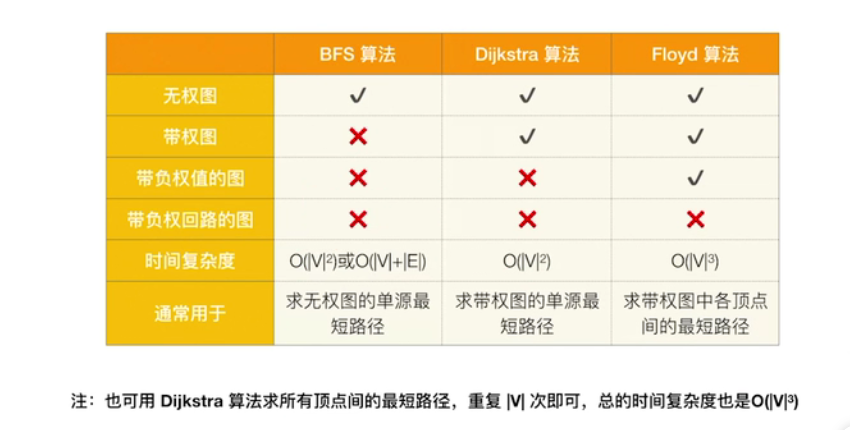 BFS 算法 Dijkstra 算法 Floyd 算法
无权图 ✓ ✓ ✓
带权图 ✕ ✓ ✓
带负权值的图 ✕ ✕ ✓
带负权回路的图 ✕ ✕ ✕
时间复杂度 O(|V|²)或O(|V|+|E|) O(|V|²) O(|V|³)
通常用于 求无权图的单源最 求带权图的单源最 求带权图中各顶点
短路径 短路径 间的最短路径
注：也可用 Dijkstra 算法求所有顶点间的最短路径，重复 |V| 次即可，总的时间复杂度也是O(|V|³)